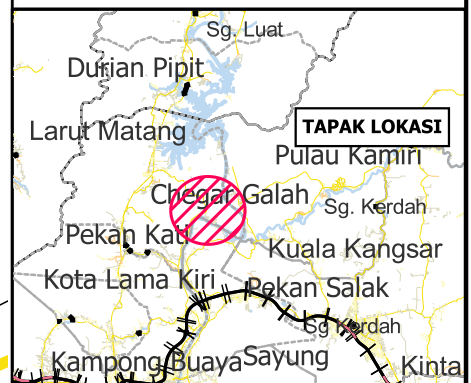 Sg. Luat
Durian Pipit
TAPAK LOKASI
Larut Matang
Pulau Kamiri
Chegar Galah
Sg. Kerdah
Pekan Kati
Kuala Kangsar
Kota Lama Kiri
Pekan Salak
Sg Kerdah
Kampong Buaya
Sayung
Kinta